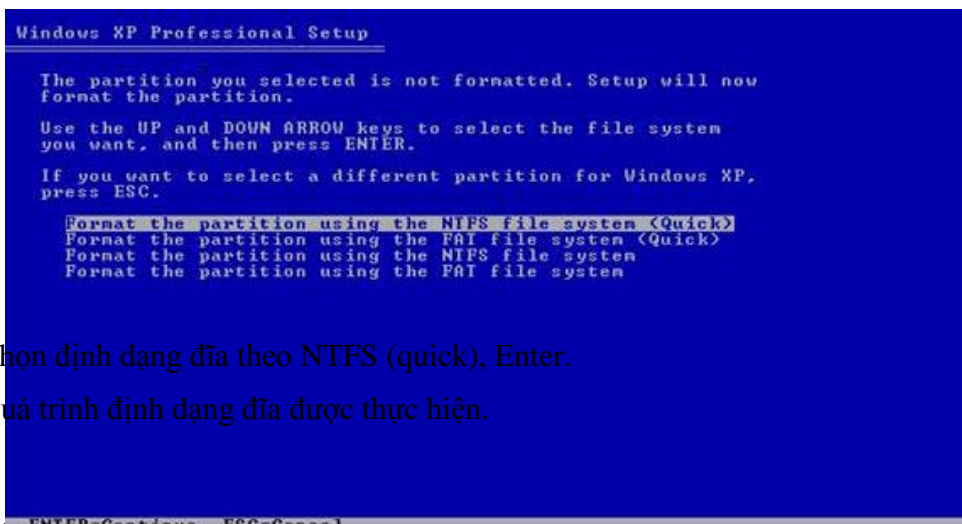 Windows XP Professional Setup
The partition you selected is not formatted. Setup will now
format the partition.
Use the UP and DOWN ARROW keys to select the file system
you want, and then press ENTER.
If you want to select a different partition for Windows XP,
press ESC.
Format the partition using the NTFS file system (Quick)
Format the partition using the FAT file system (Quick)
Format the partition using the NTFS file system
Format the partition using the FAT file system
họn định dạng đĩa theo NTFS (quick), Enter.
uá trình định dạng đĩa được thực hiện.
ENTER=Continue ESC=Cancel